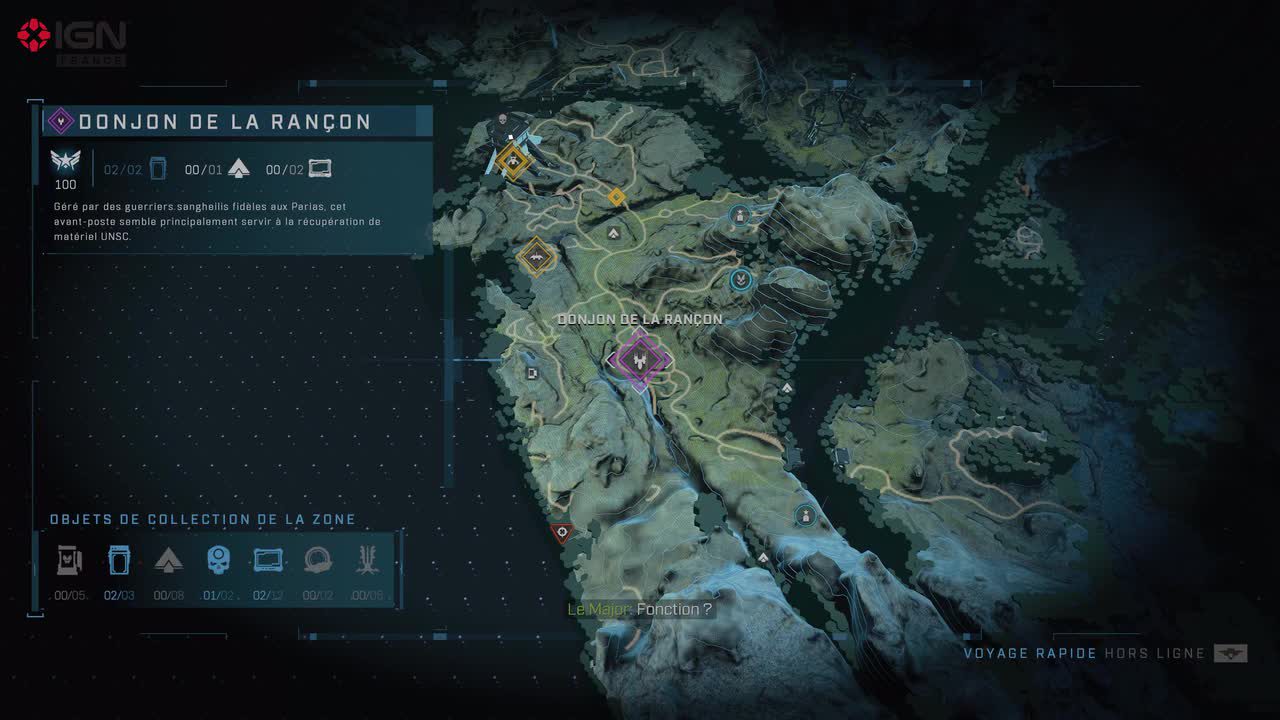 IGN
FRANCE
DONJON DE LA RANÇON
100
02/02 00/01 00/02
Géré par des guerriers sangheilis fidèles aux Parias, cet
avant-poste semble principalement servir à la récupération de
matériel UNSC.
DONJON DE LA RANÇON
OBJETS DE COLLECTION DE LA ZONE
00/05 02/03 00/08 01/02 02/12 00/02 00/05
Le Major: Fonction ?
VOYAGE RAPIDE HORS LIGNE